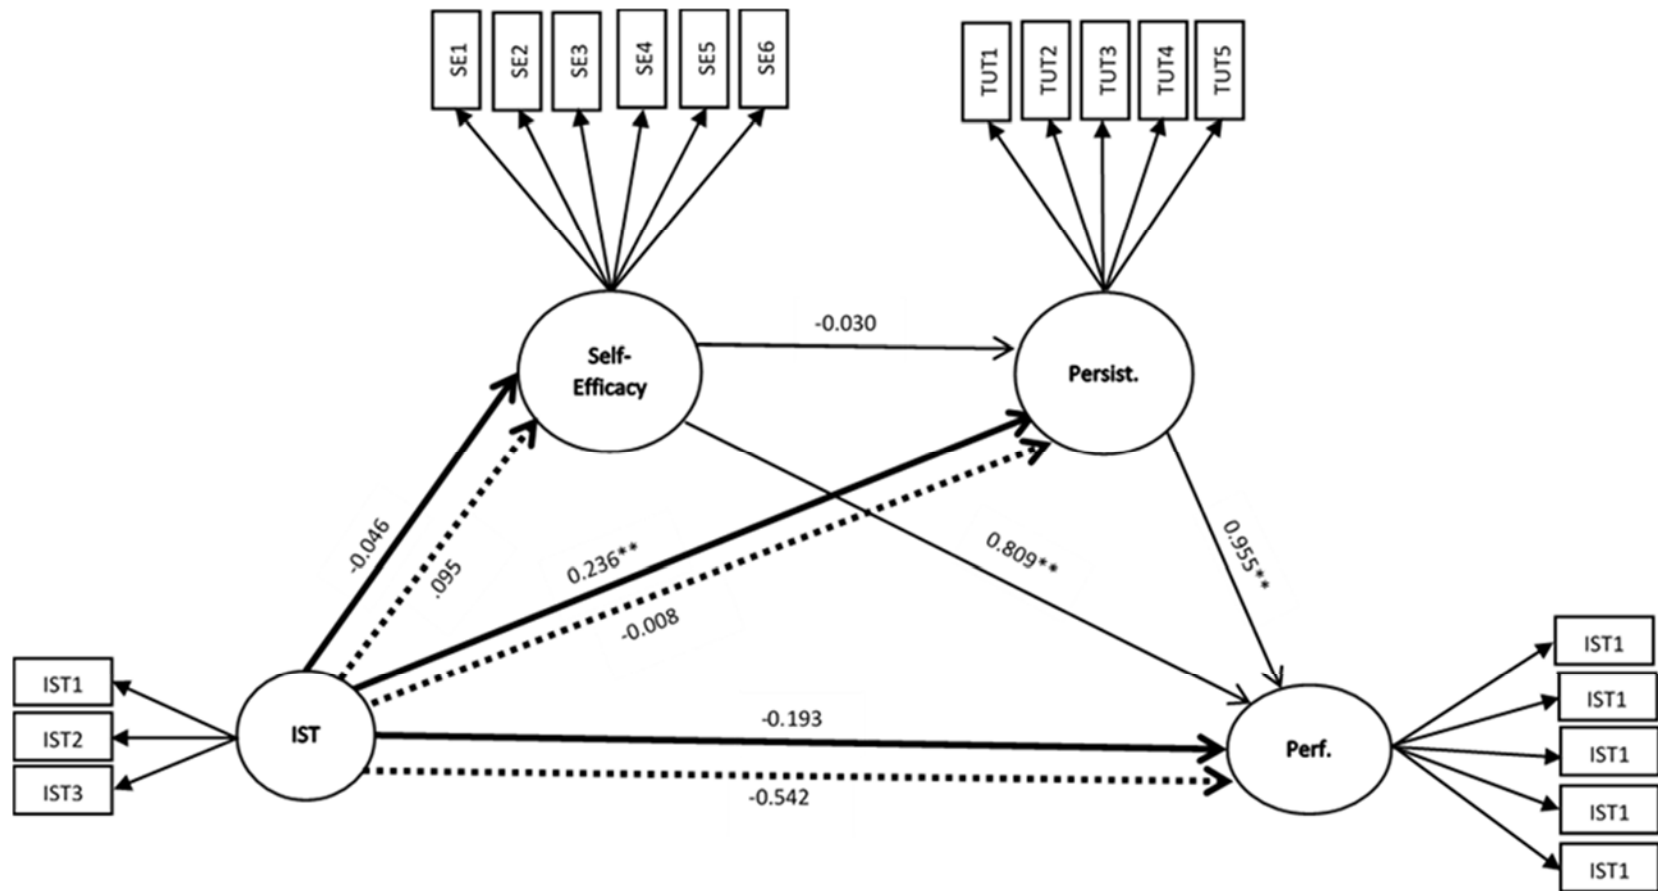 SE1
SE2
SE3
SE4
SE5
SE6
TUT1
TUT2
TUT3
TUT4
TUT5
-0.030
Self-
Efficacy
Persist.
-0.046
.095
0.236**
-0.008
0.809**
0.955**
IST1
IST2
IST3
IST
-0.193
-0.542
Perf.
IST1
IST1
IST1
IST1
IST1